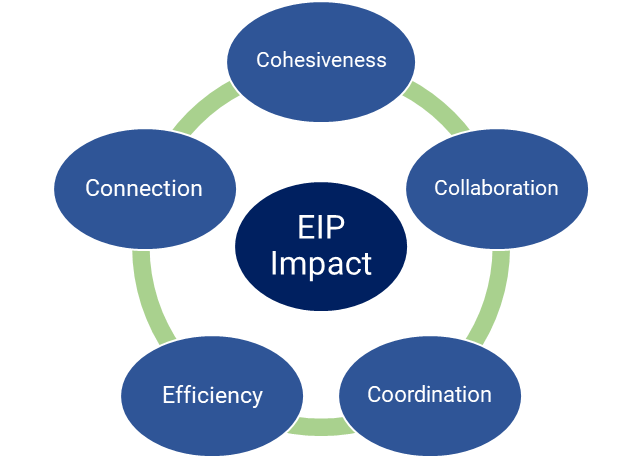 Cohesiveness
Connection
Collaboration
EIP
Impact
Efficiency
Coordination